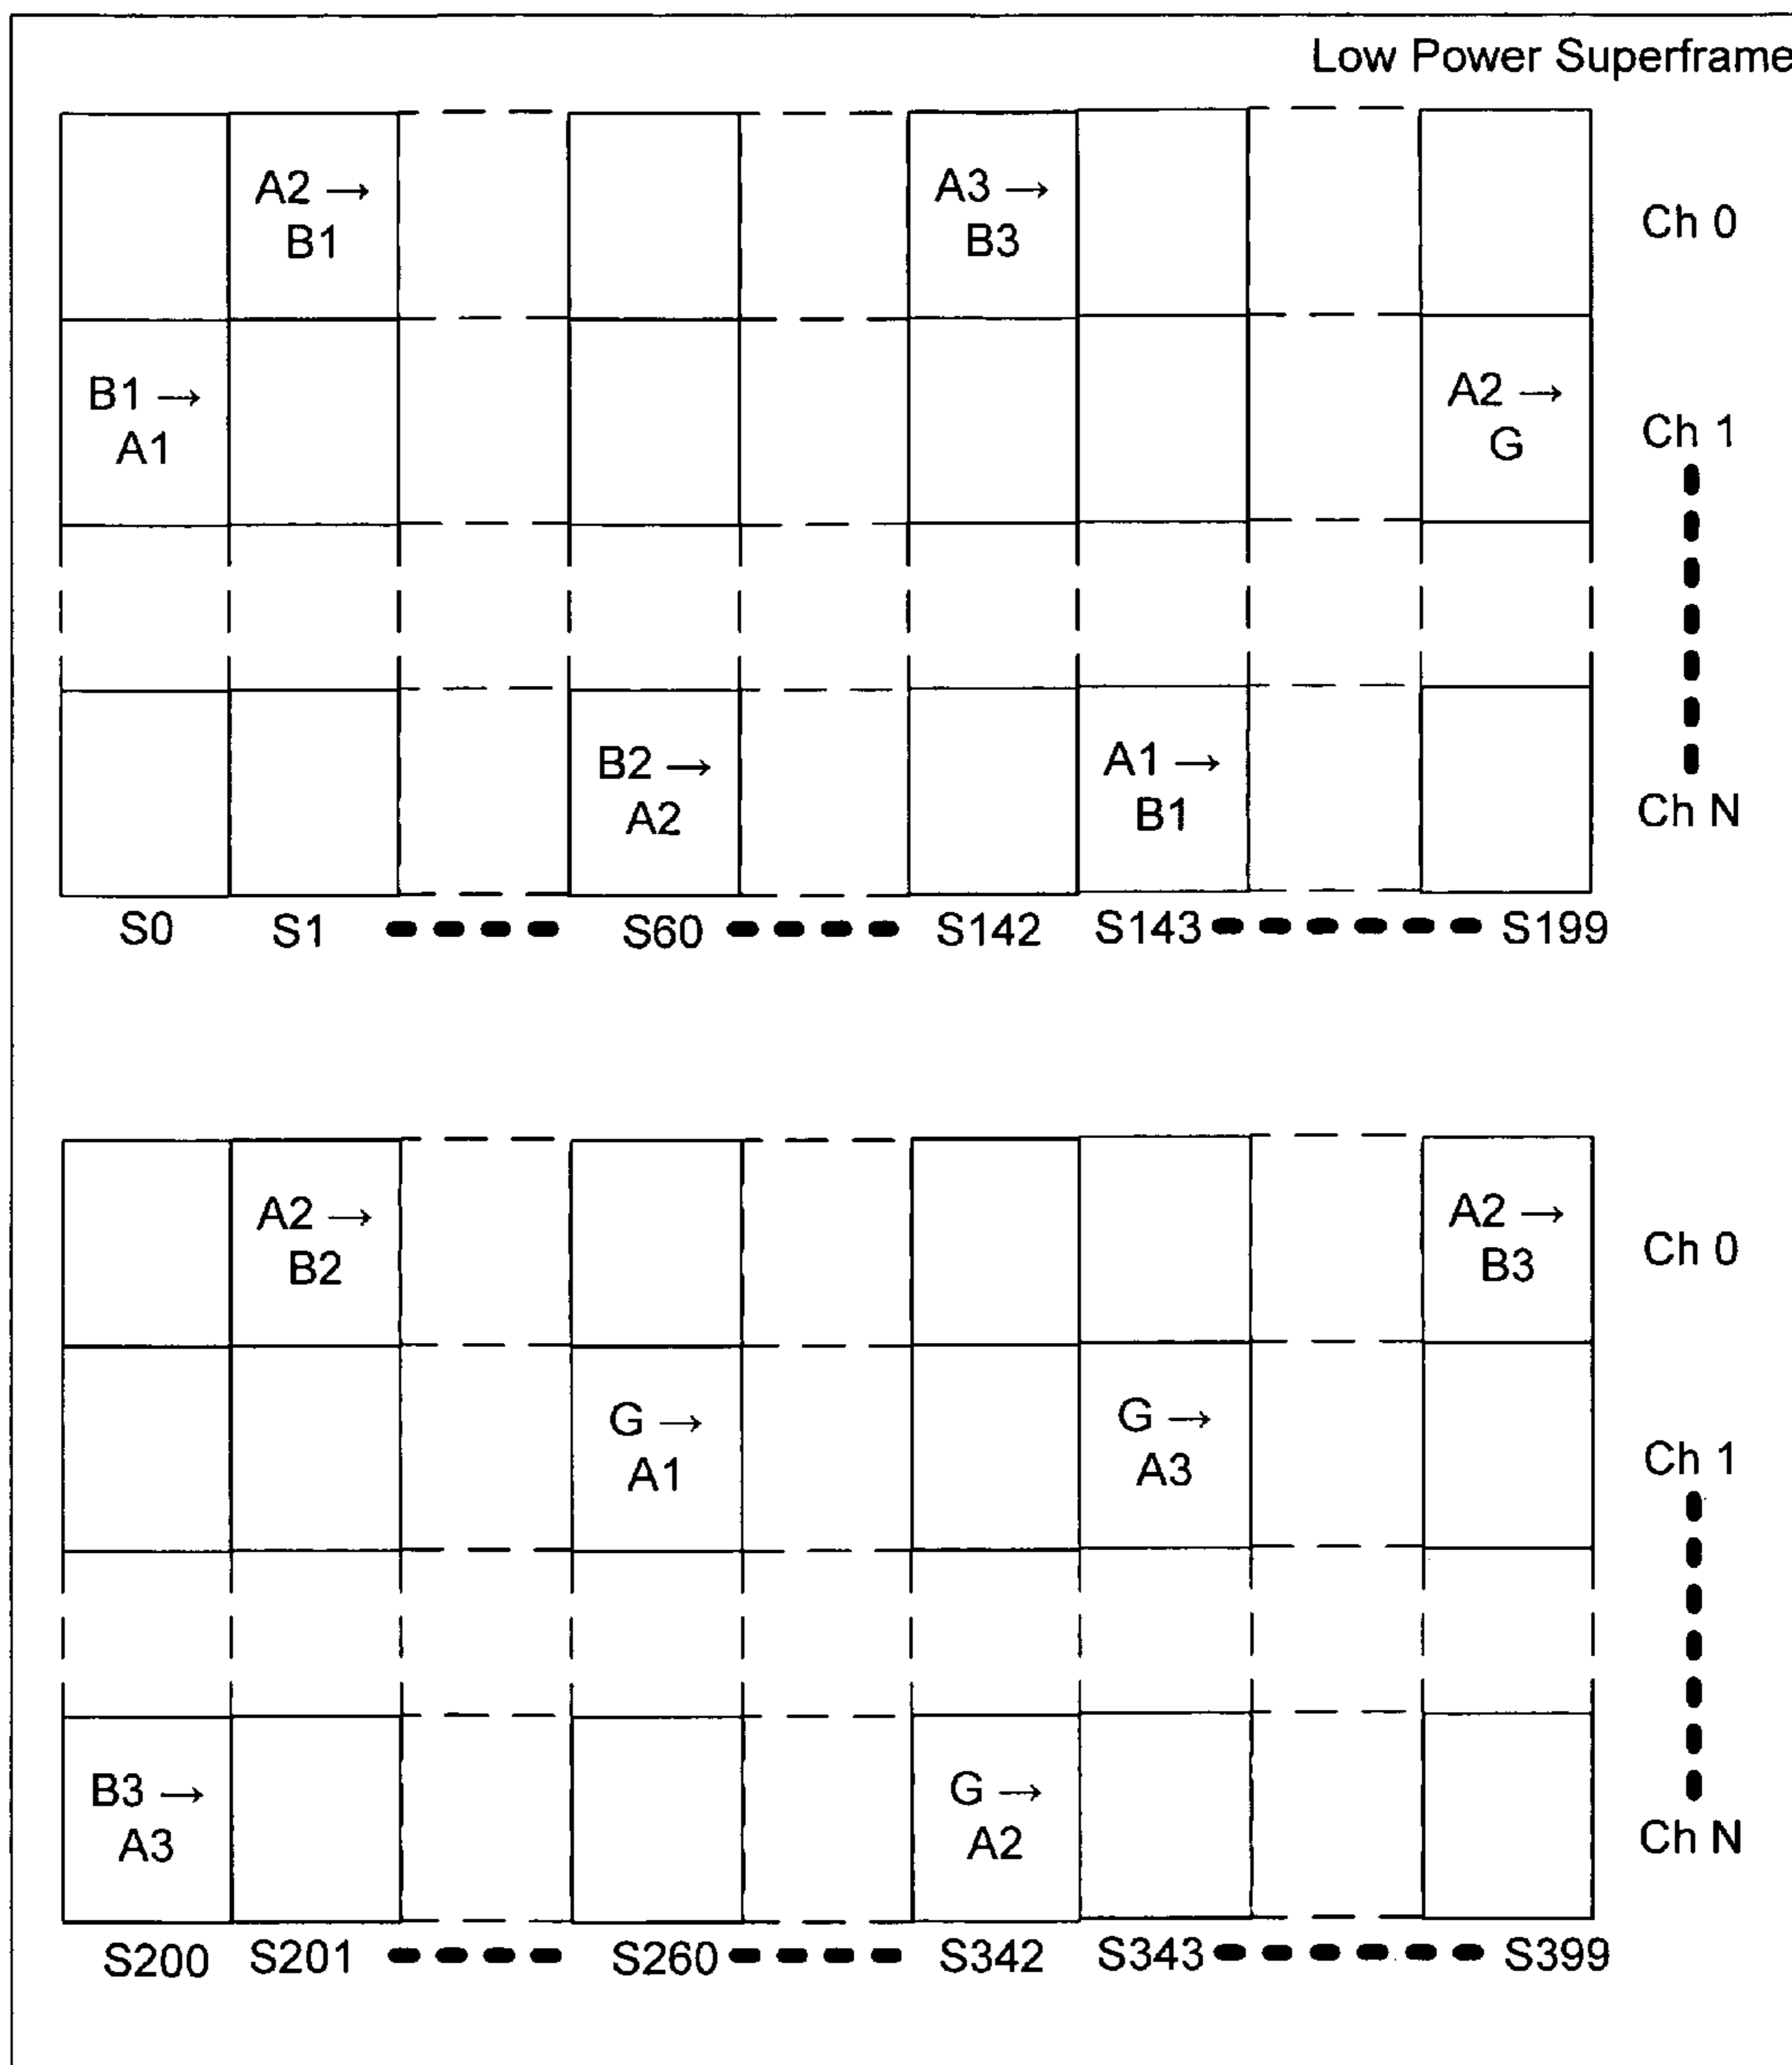 Low Power Superframe
A2 →
B1
A3 →
B3
Ch 0
B1 →
A1
A2 →
G
Ch 1
B2 →
A2
A1 →
B1
Ch N
S0 S1 S60 S142 S143 S199
A2 →
B2
A2 →
B3
Ch 0
G →
A1
G →
A3
Ch 1
B3 →
A3
G →
A2
Ch N
S200 S201 S260 S342 S343 S399